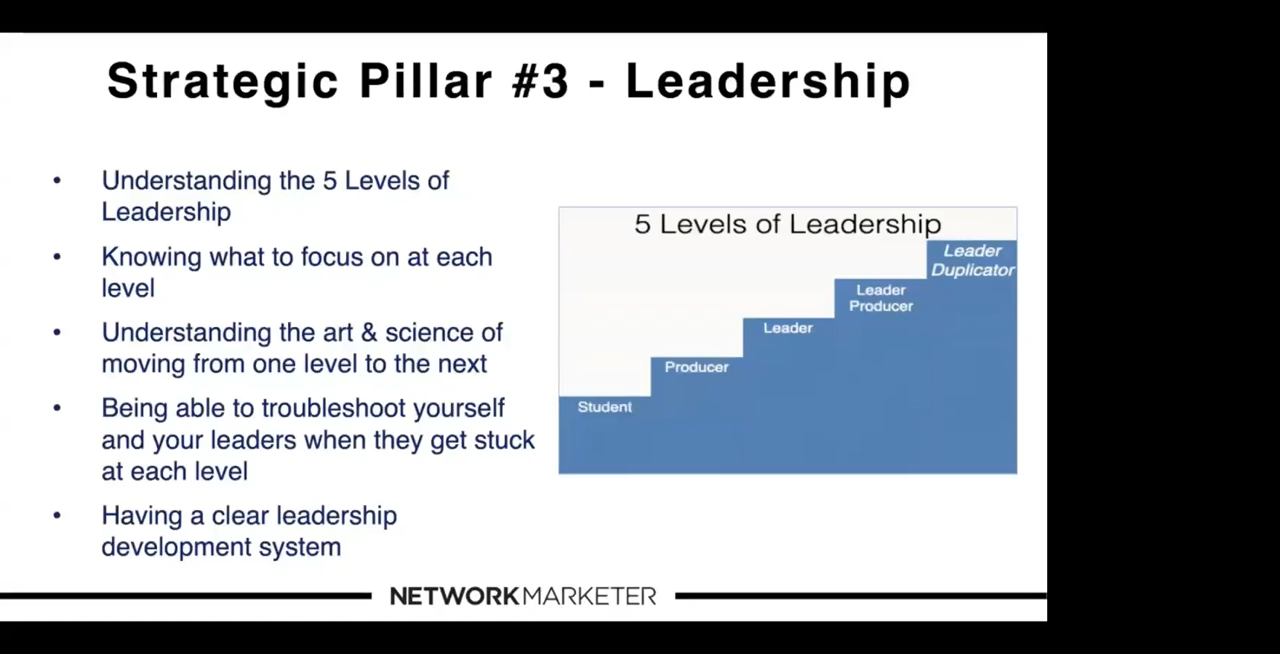 Strategic Pillar #3 - Leadership
• Understanding the 5 Levels of
Leadership
• Knowing what to focus on at each
level
• Understanding the art & science of
moving from one level to the next
• Being able to troubleshoot yourself
and your leaders when they get stuck
at each level
• Having a clear leadership
development system
5 Levels of Leadership
Student
Producer
Leader
Leader
Producer
Leader
Duplicator
NETWORKMARKETER